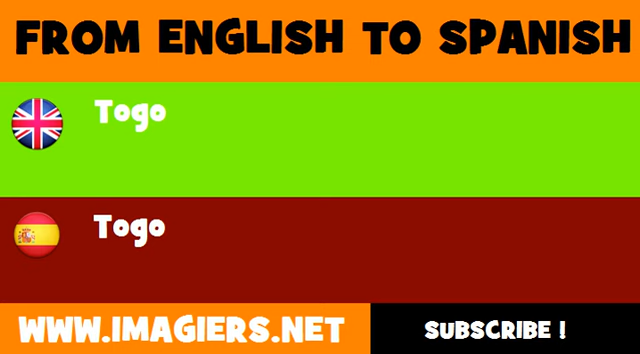 FROM ENGLISH TO SPANISH
Togo
Togo
WWW.IMAGIERS.NET
SUBSCRIBE !